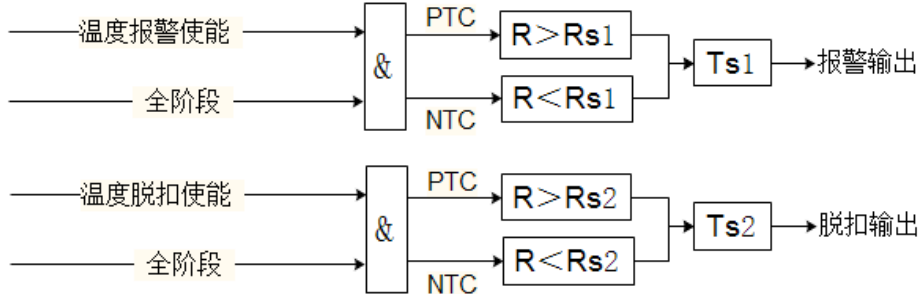 温度报警使能
全阶段
&
PTC
NTC
R＞Rs1
R＜Rs1
Ts1
报警输出
温度脱扣使能
全阶段
&
PTC
NTC
R＞Rs2
R＜Rs2
Ts2
脱扣输出